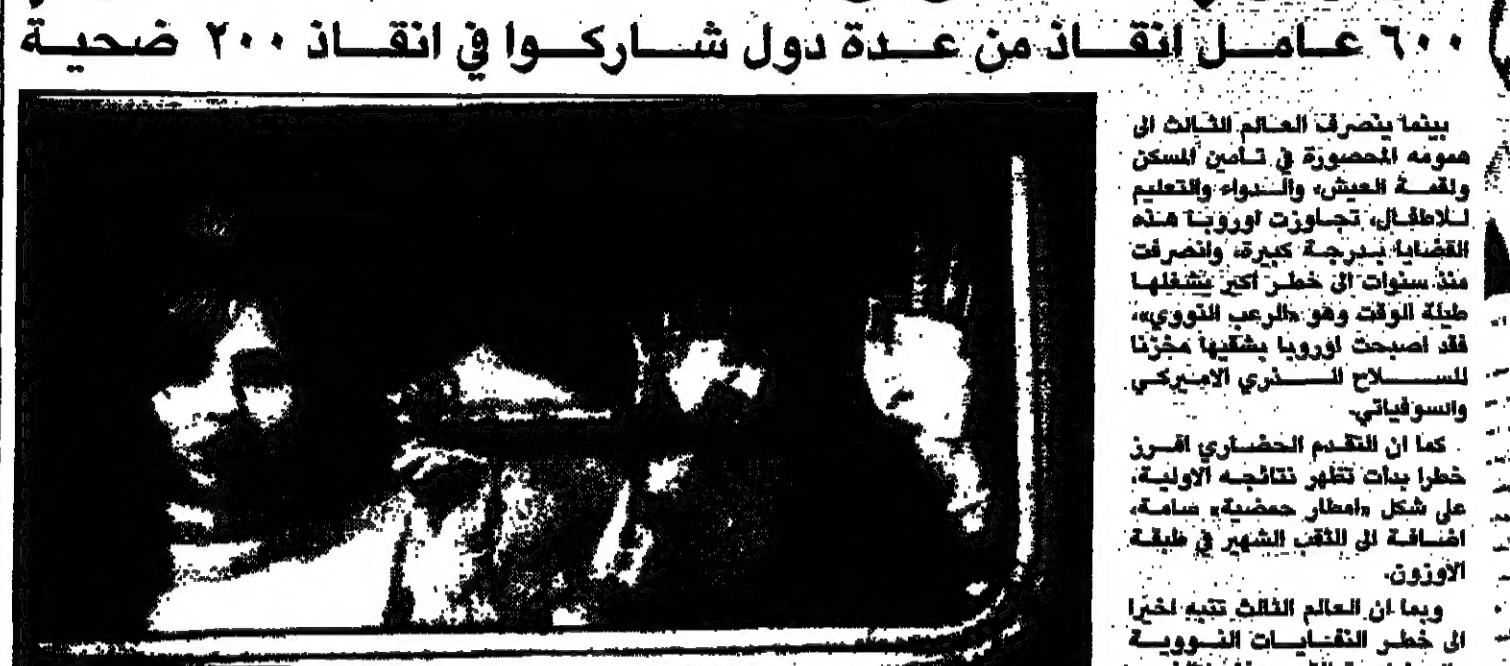 ٦٠٠ عامل انقاذ من عدة دول شاركوا في انقاذ ٢٠٠ ضحية
بينما ينصرف العالم الثالث الى
همومه المحصورة في تامين المسكن
ولقمة العيش، والدواء والتعليم
للاطفال، تجاوزت اوروبا هذه
القضايا بدرجة كبيرة، وانصرفت
منذ سنوات الى خطر اكبر يشغلها
طيلة الوقت وهو «الرعب النووي»،
فقد اصبحت اوروبا بشقيها مخزنا
للسلاح الذري الاميركي
والسوفياتي.
كما ان التقدم الحضاري افرز
خطرا بدات تظهر نتائجه الاولية،
على شكل «امطار حمضية» سامة،
اضافة الى الثقب الشهير في طبقة
الاوزون.
وبما ان العالم الثالث تنبه اخيرا
الى خطر النفايات النووية